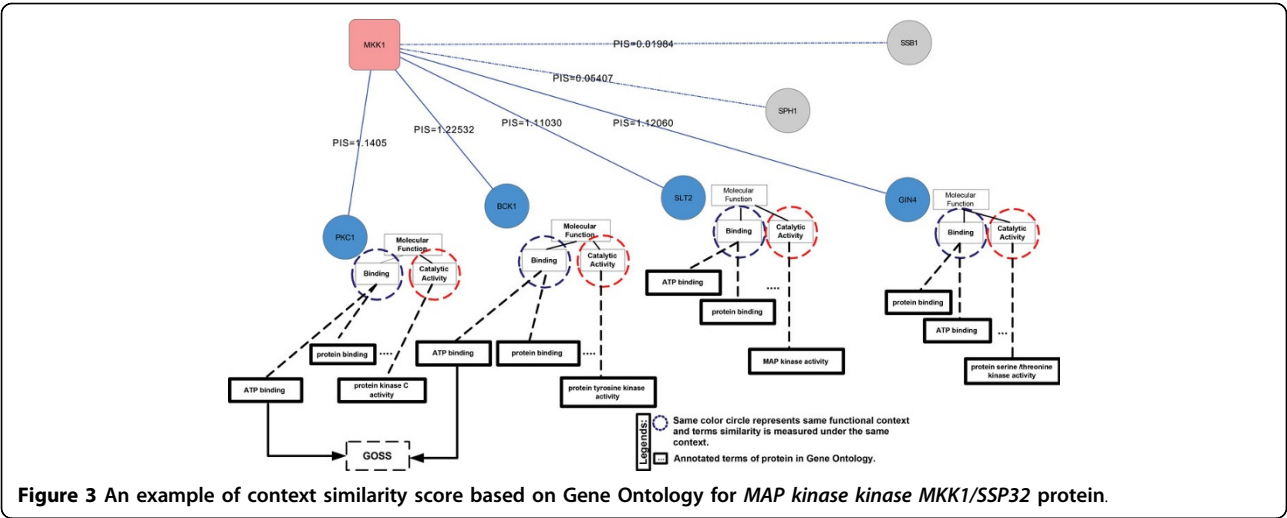 MKK1
PIS=0.01984
SSB1
PIS=0.05407
SPH1
PIS=1.1405
PIS=1.22532
PIS=1.11030
PIS=1.12060
PKC1
BCK1
SLT2
GIN4
Molecular
Function
Binding
Catalytic
Activity
ATP binding
protein binding
....
protein kinase C
activity
Molecular
Function
Binding
Catalytic
Activity
ATP binding
protein binding
....
protein tyrosine kinase
activity
Molecular
Function
Binding
Catalytic
Activity
ATP binding
protein binding
....
MAP kinase activity
Molecular
Function
Binding
Catalytic
Activity
protein binding
ATP binding
...
protein serine /threonine
kinase activity
GOSS
Legends:
Same color circle represents same functional context
and terms similarity is measured under the same
context.
... Annotated terms of protein in Gene Ontology.
Figure 3 An example of context similarity score based on Gene Ontology for MAP kinase kinase MKK1/SSP32 protein.